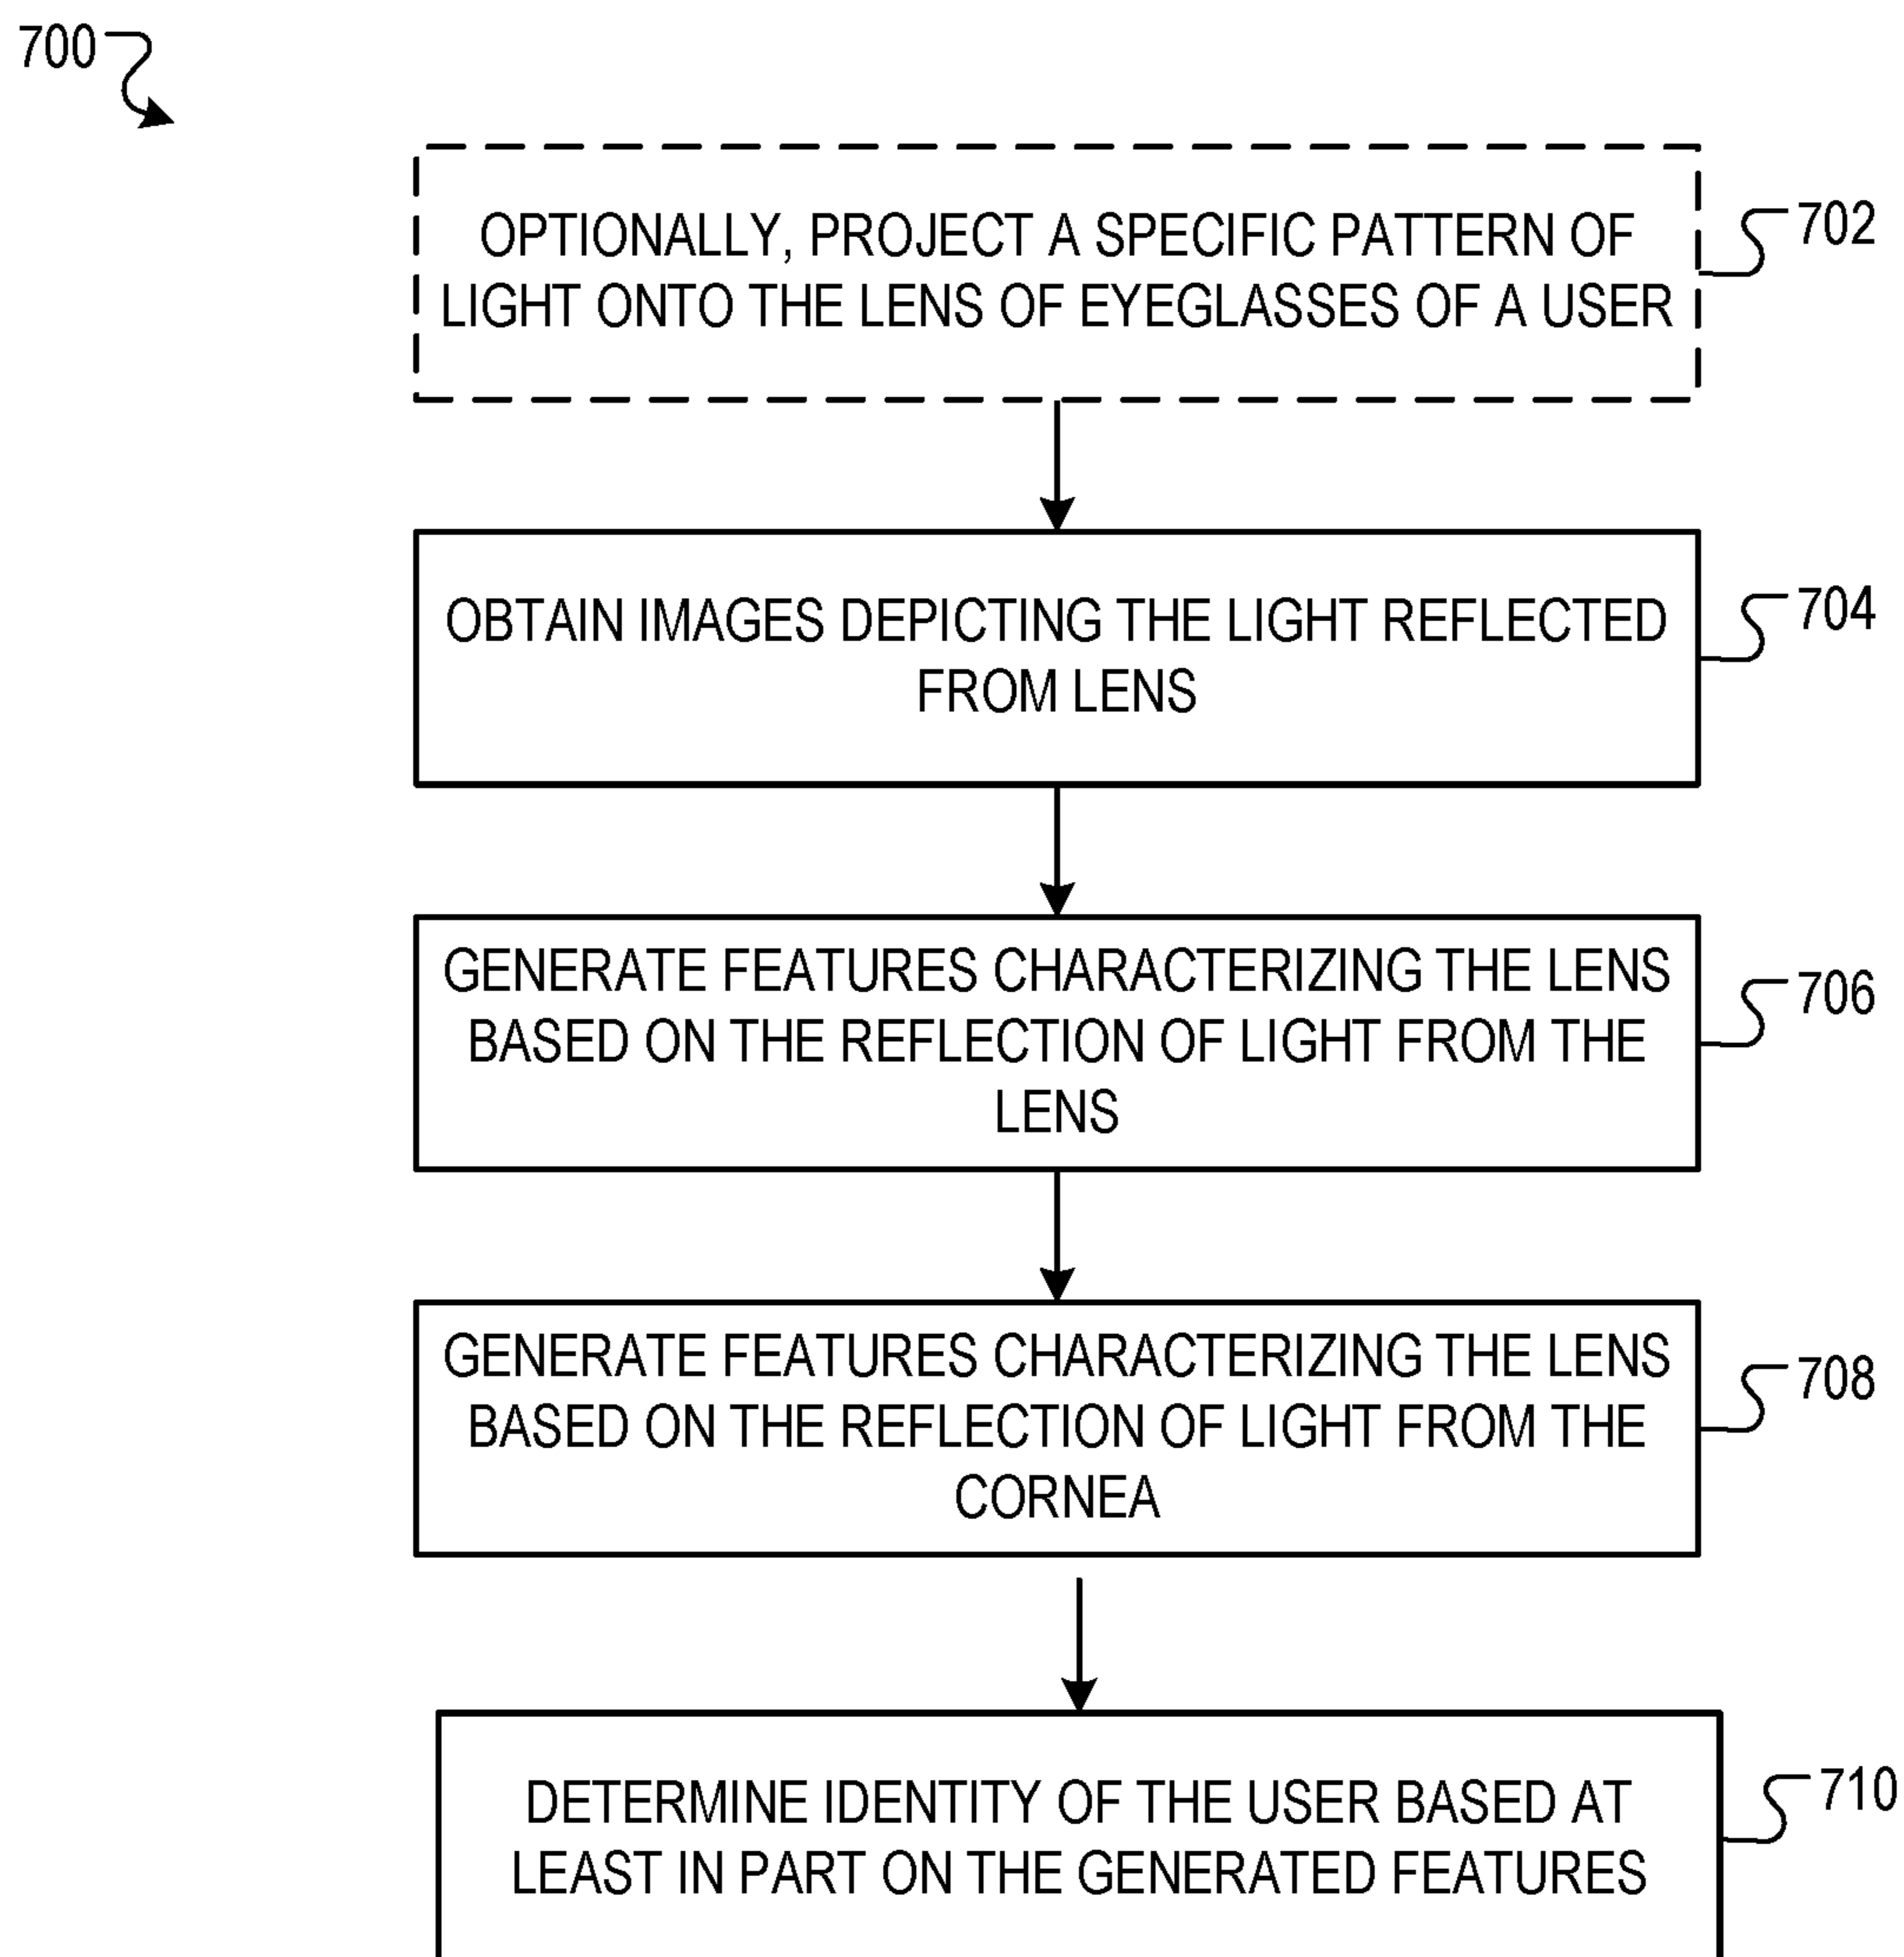 700
OPTIONALLY, PROJECT A SPECIFIC PATTERN OF
LIGHT ONTO THE LENS OF EYEGLASSES OF A USER
702
OBTAIN IMAGES DEPICTING THE LIGHT REFLECTED
FROM LENS
704
GENERATE FEATURES CHARACTERIZING THE LENS
BASED ON THE REFLECTION OF LIGHT FROM THE
LENS
706
GENERATE FEATURES CHARACTERIZING THE LENS
BASED ON THE REFLECTION OF LIGHT FROM THE
CORNEA
708
DETERMINE IDENTITY OF THE USER BASED AT
LEAST IN PART ON THE GENERATED FEATURES
710